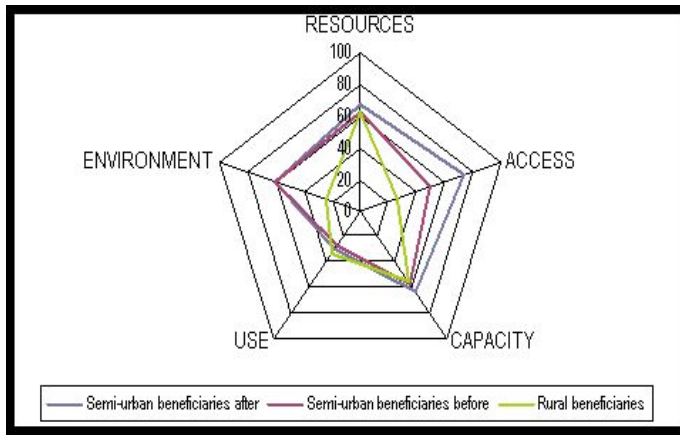 RESOURCES
100
80
60
40
20
0
ENVIRONMENT
ACCESS
USE
CAPACITY
Semi-urban beneficiaries after Semi-urban beneficiaries before Rural beneficiaries